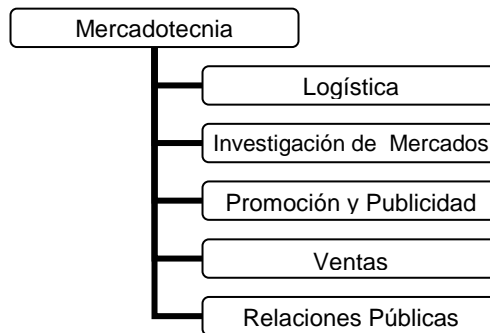 Mercadotecnia
Logística
Investigación de Mercados
Promoción y Publicidad
Ventas
Relaciones Públicas